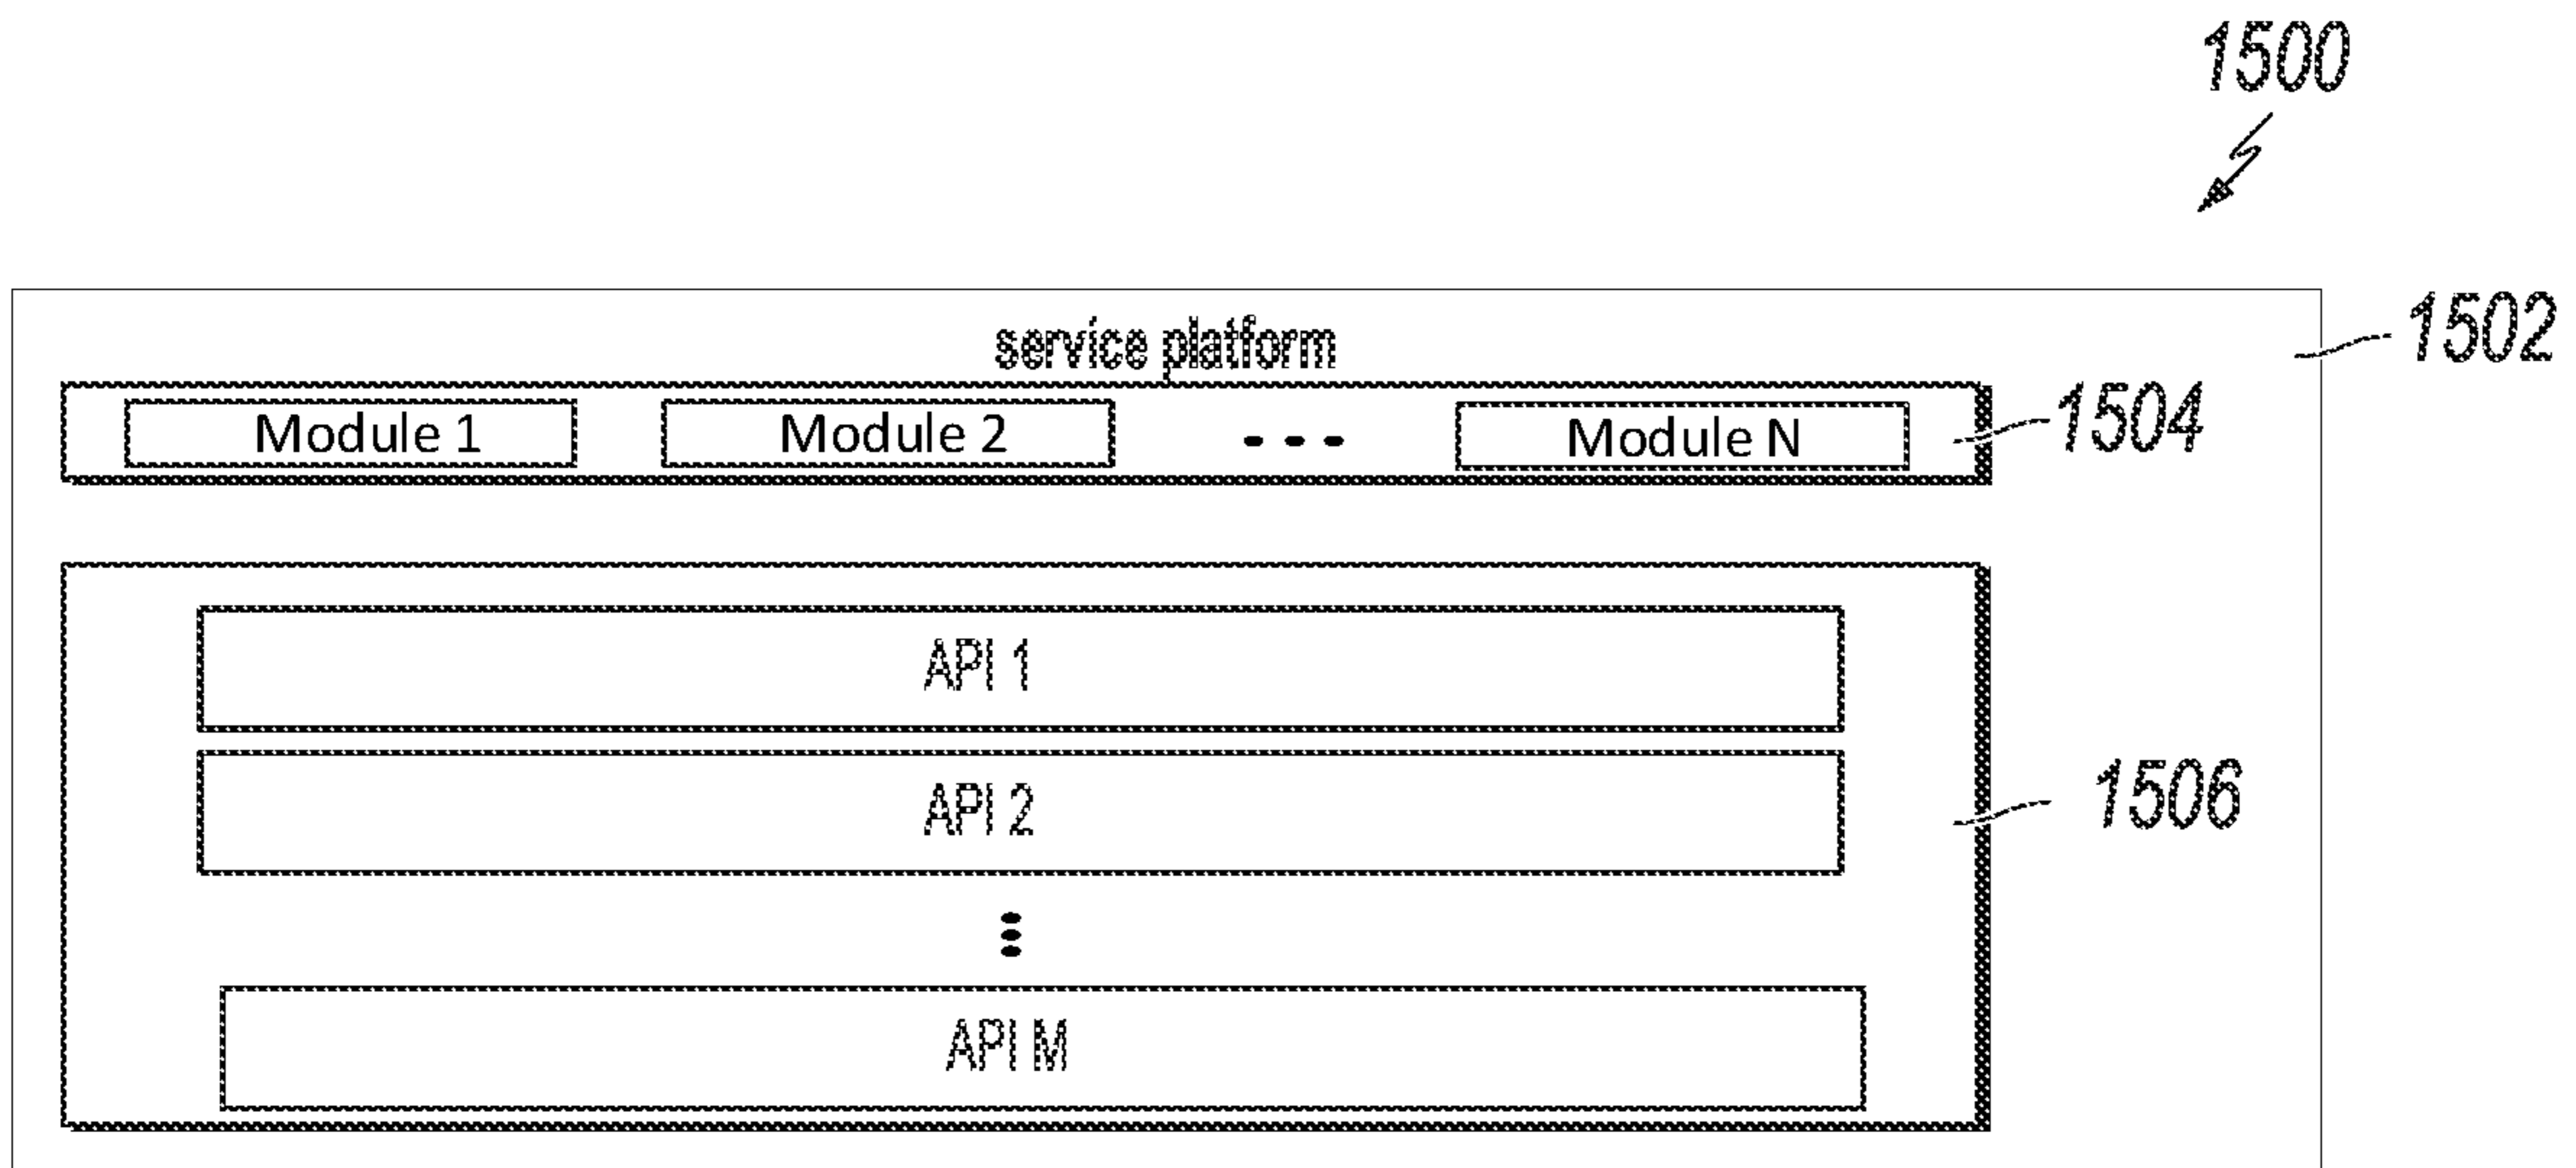 1500
service platform
1502
Module 1 Module 2 --- Module N
1504
API 1
API 2
1506
API M